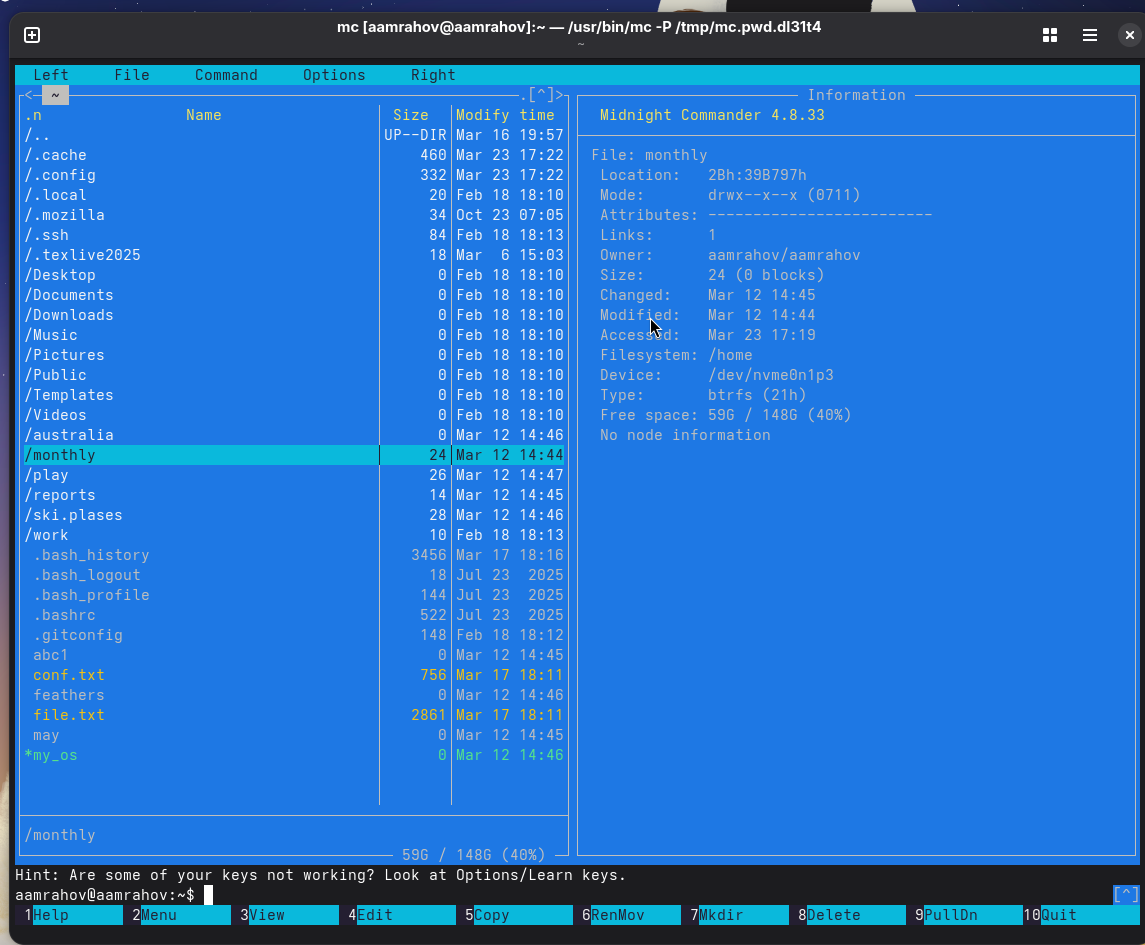 mc [aamrahov@aamrahov]:~ — /usr/bin/mc -P /tmp/mc.pwd.dl31t4
~
Left File Command Options Right
<─ ~ .[^]>
.n Name Size Modify time
/.. UP--DIR Mar 16 19:57
/.cache 460 Mar 23 17:22
/.config 332 Mar 23 17:22
/.local 20 Feb 18 18:10
/.mozilla 34 Oct 23 07:05
/.ssh 84 Feb 18 18:13
/.texlive2025 18 Mar 6 15:03
/Desktop 0 Feb 18 18:10
/Documents 0 Feb 18 18:10
/Downloads 0 Feb 18 18:10
/Music 0 Feb 18 18:10
/Pictures 0 Feb 18 18:10
/Public 0 Feb 18 18:10
/Templates 0 Feb 18 18:10
/Videos 0 Feb 18 18:10
/australia 0 Mar 12 14:46
/monthly 24 Mar 12 14:44
/play 26 Mar 12 14:47
/reports 14 Mar 12 14:45
/ski.plases 28 Mar 12 14:46
/work 10 Feb 18 18:13
.bash_history 3456 Mar 17 18:16
.bash_logout 18 Jul 23 2025
.bash_profile 144 Jul 23 2025
.bashrc 522 Jul 23 2025
.gitconfig 148 Feb 18 18:12
abc1 0 Mar 12 14:45
conf.txt 756 Mar 17 18:11
feathers 0 Mar 12 14:46
file.txt 2861 Mar 17 18:11
may 0 Mar 12 14:45
*my_os 0 Mar 12 14:46
/monthly
59G / 148G (40%)
Information
Midnight Commander 4.8.33
File: monthly
Location: 2Bh:39B797h
Mode: drwx--x--x (0711)
Attributes: -------------------------
Links: 1
Owner: aamrahov/aamrahov
Size: 24 (0 blocks)
Changed: Mar 12 14:45
Modified: Mar 12 14:44
Accessed: Mar 23 17:19
Filesystem: /home
Device: /dev/nvme0n1p3
Type: btrfs (21h)
Free space: 59G / 148G (40%)
No node information
Hint: Are some of your keys not working? Look at Options/Learn keys.
aamrahov@aamrahov:~$ [^]
1Help 2Menu 3View 4Edit 5Copy 6RenMov 7Mkdir 8Delete 9PullDn 10Quit